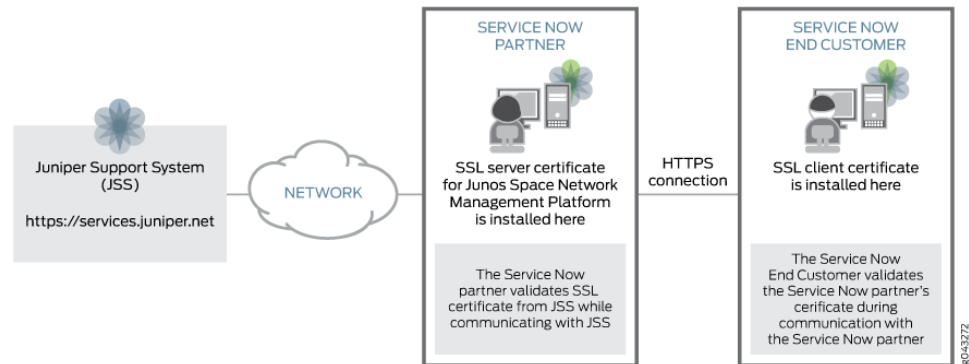 Juniper Support System
(JSS)
https://services.juniper.net
NETWORK
SERVICE NOW
PARTNER
SSL server certificate
for Junos Space Network
Management Platform
is installed here
The Service Now
partner validates SSL
certificate from JSS while
communicating with JSS
HTTPS
connection
SERVICE NOW
END CUSTOMER
SSL client certificate
is installed here
The Service Now
End Customer validates
the Service Now partner's
cerificate during
communication with
the Service Now partner
g043272